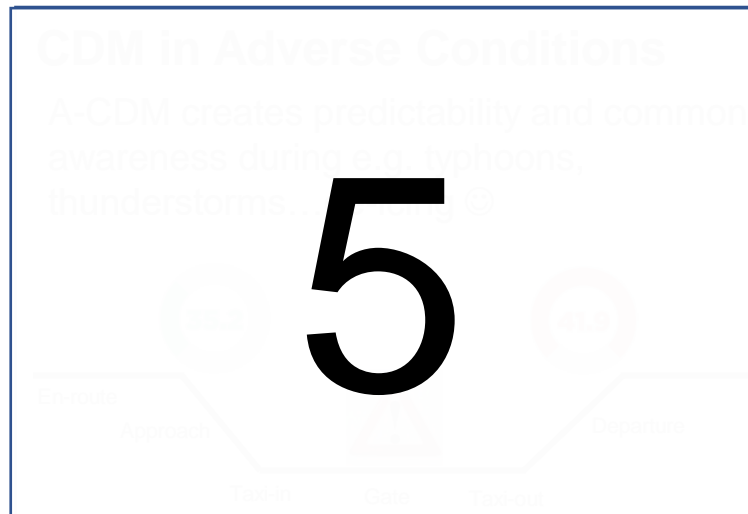 CDM in Adverse Conditions
A-CDM creates predictability and common
awareness during e.g. typhoons,
thunderstorms… ☺
5
En-route
Approach
Departure
Taxi-in
Gate
Taxi-out